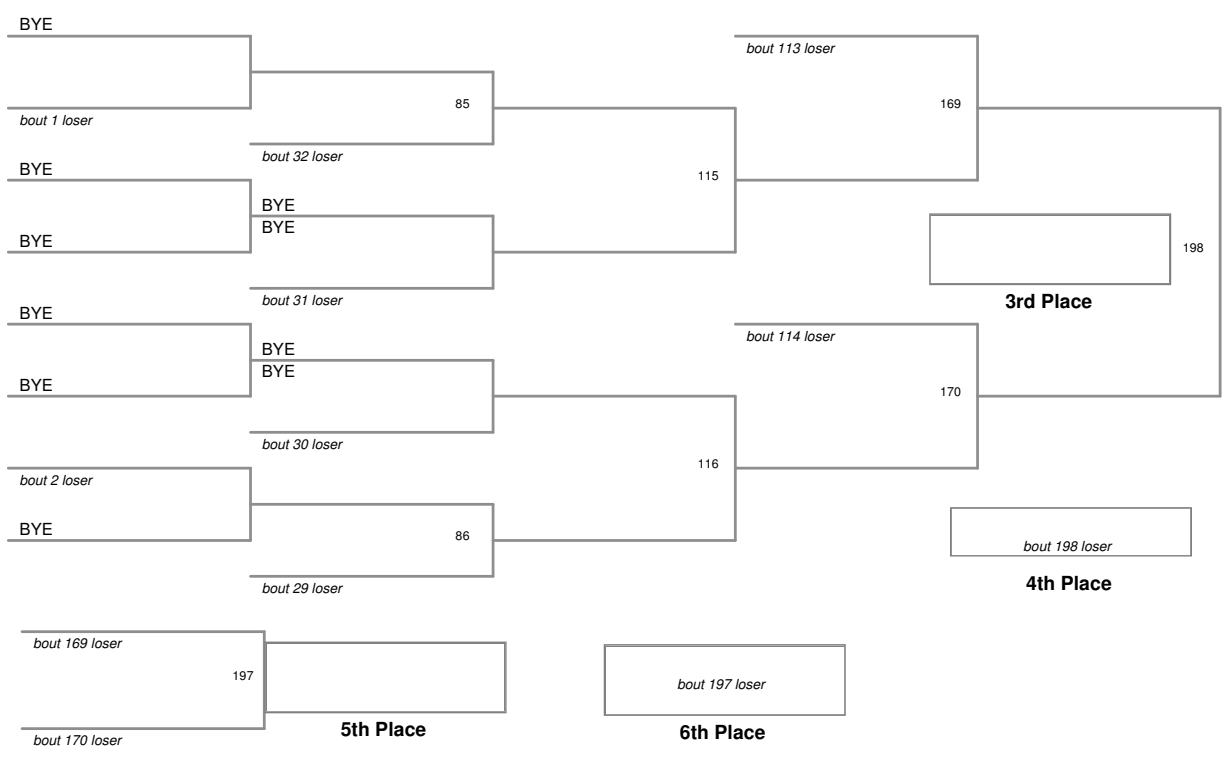 BYE
bout 113 loser
85
169
bout 1 loser
bout 32 loser
BYE
115
BYE
BYE
BYE
198
bout 31 loser
3rd Place
BYE
bout 114 loser
BYE
BYE
BYE
170
bout 30 loser
116
bout 2 loser
BYE
86
bout 198 loser
4th Place
bout 29 loser
bout 169 loser
197
bout 197 loser
5th Place
6th Place
bout 170 loser